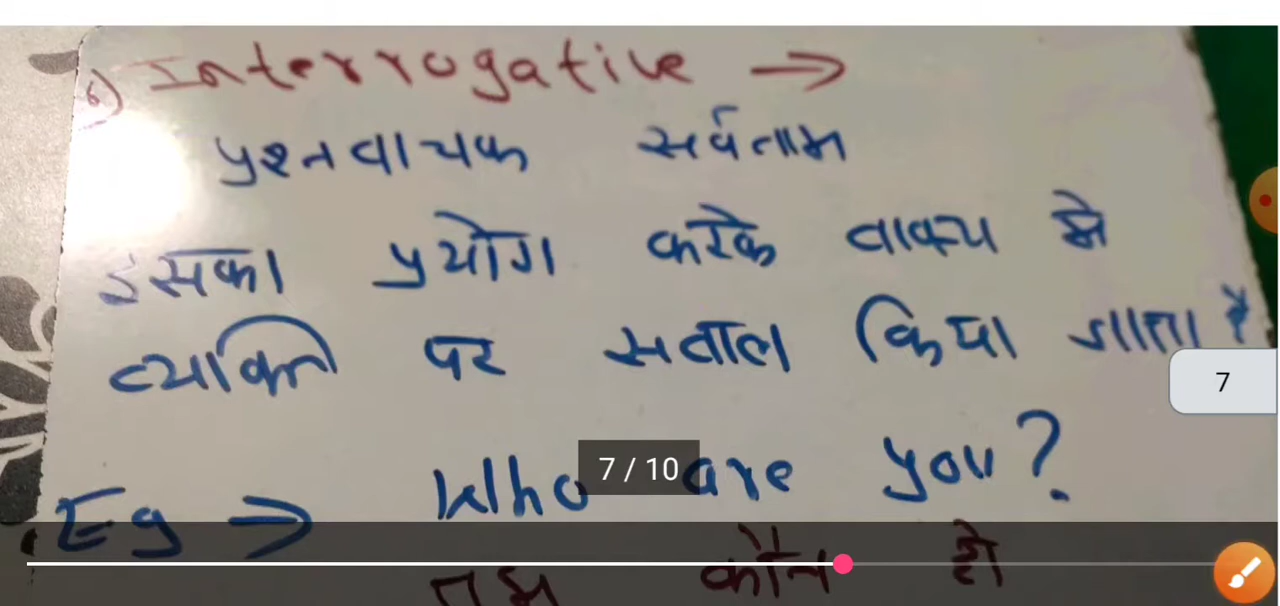 6) Interrogative →
प्रश्नवाचक सर्वनाम
इसका प्रयोग करके वाक्य मे
व्यक्ति पर सवाल किया जाता है
7
Eg → Who are you?
7 / 10
तुम कौन हो